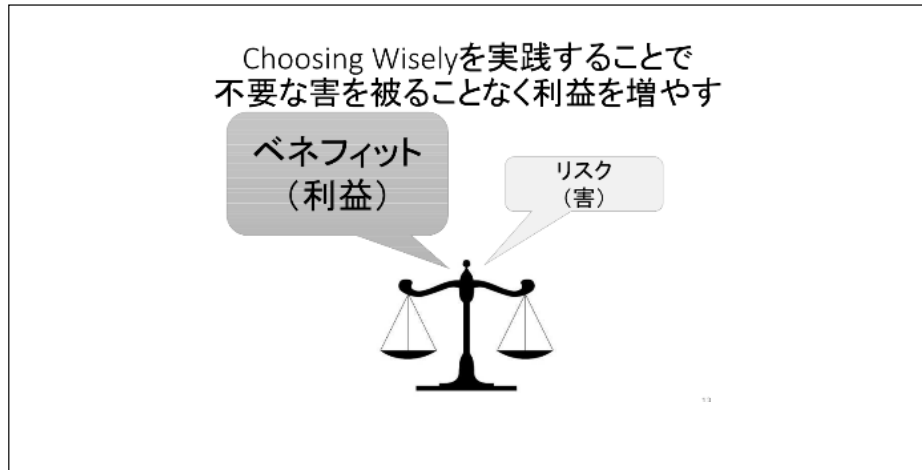 Choosing Wiselyを実践することで
不要な害を被ることなく利益を増やす
ベネフィット
（利益）
リスク
（害）
13